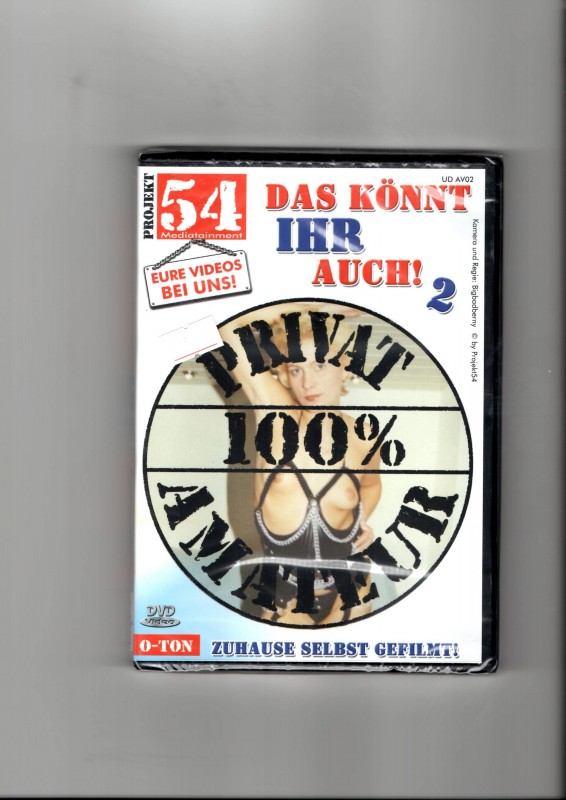 PROJEKT
54
Mediatainment
EURE VIDEOS
BEI UNS!
UD AV02
DAS KÖNNT
IHR
AUCH!
2
Kamera und Regie: Bigbadberny © by Projekt54
PRIVAT
100%
AMATEUR
DVD
Video
O-TON
ZUHAUSE SELBST GEFILMT!